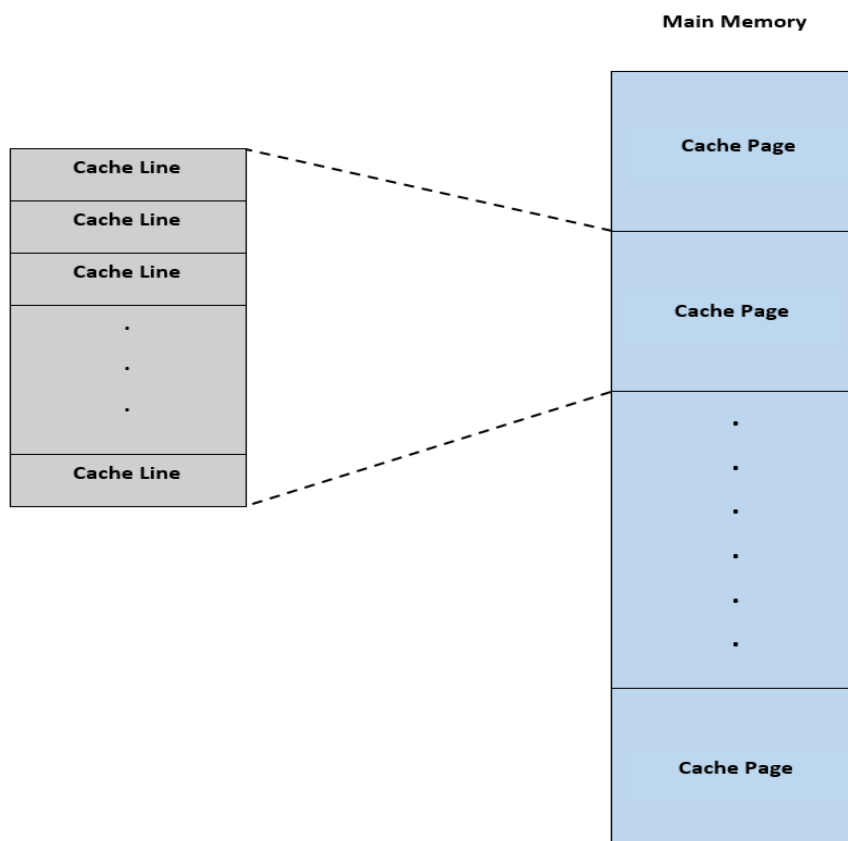 Main Memory
Cache Page
Cache Line
Cache Line
Cache Line
.
.
.
Cache Line
Cache Page
.
.
.
.
.
.
Cache Page